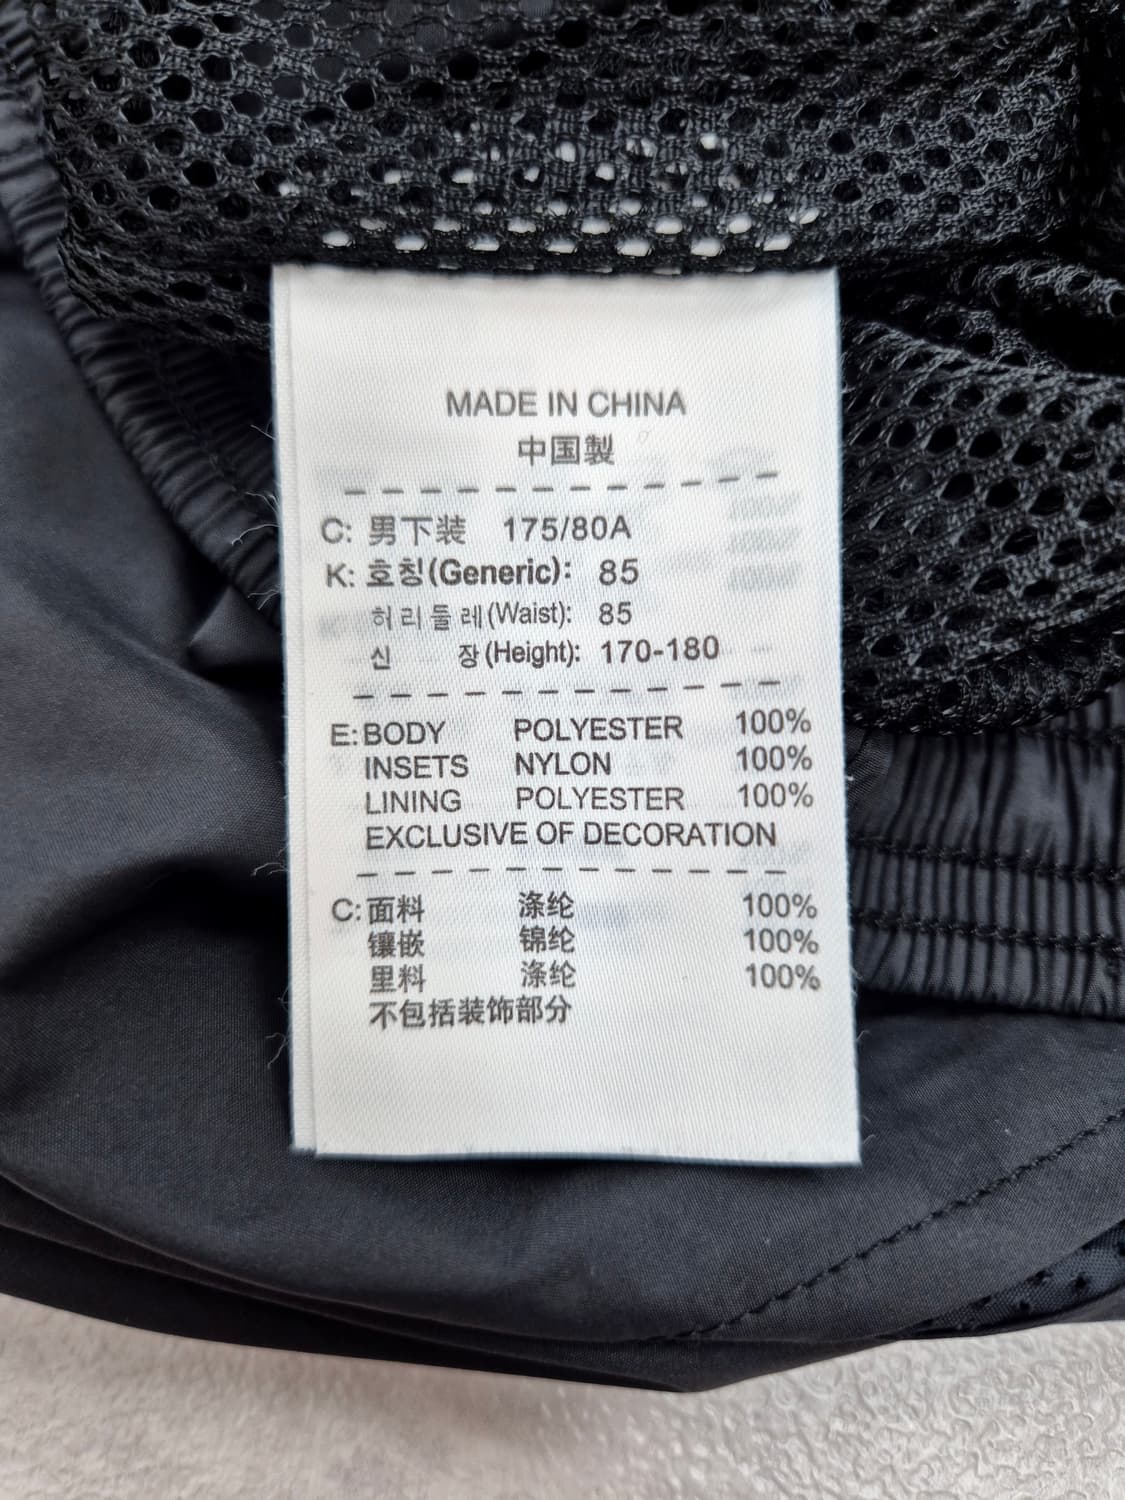 MADE IN CHINA
中国製
C: 男下装 175/80A
K: 호칭(Generic): 85
허리둘레(Waist): 85
신 장(Height): 170-180
E: BODY POLYESTER 100%
INSETS NYLON 100%
LINING POLYESTER 100%
EXCLUSIVE OF DECORATION
C: 面料 涤纶 100%
镶嵌 锦纶 100%
里料 涤纶 100%
不包括装饰部分